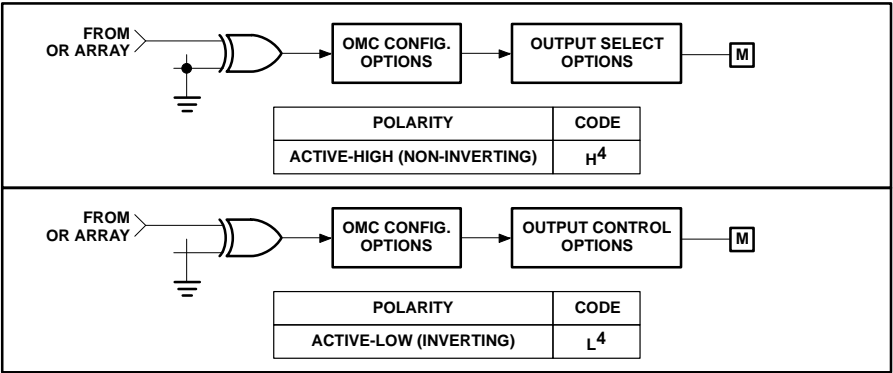 FROM
OR ARRAY
OMC CONFIG.
OPTIONS
OUTPUT SELECT
OPTIONS
M
POLARITY CODE
ACTIVE-HIGH (NON-INVERTING) H4
FROM
OR ARRAY
OMC CONFIG.
OPTIONS
OUTPUT CONTROL
OPTIONS
M
POLARITY CODE
ACTIVE-LOW (INVERTING) L4